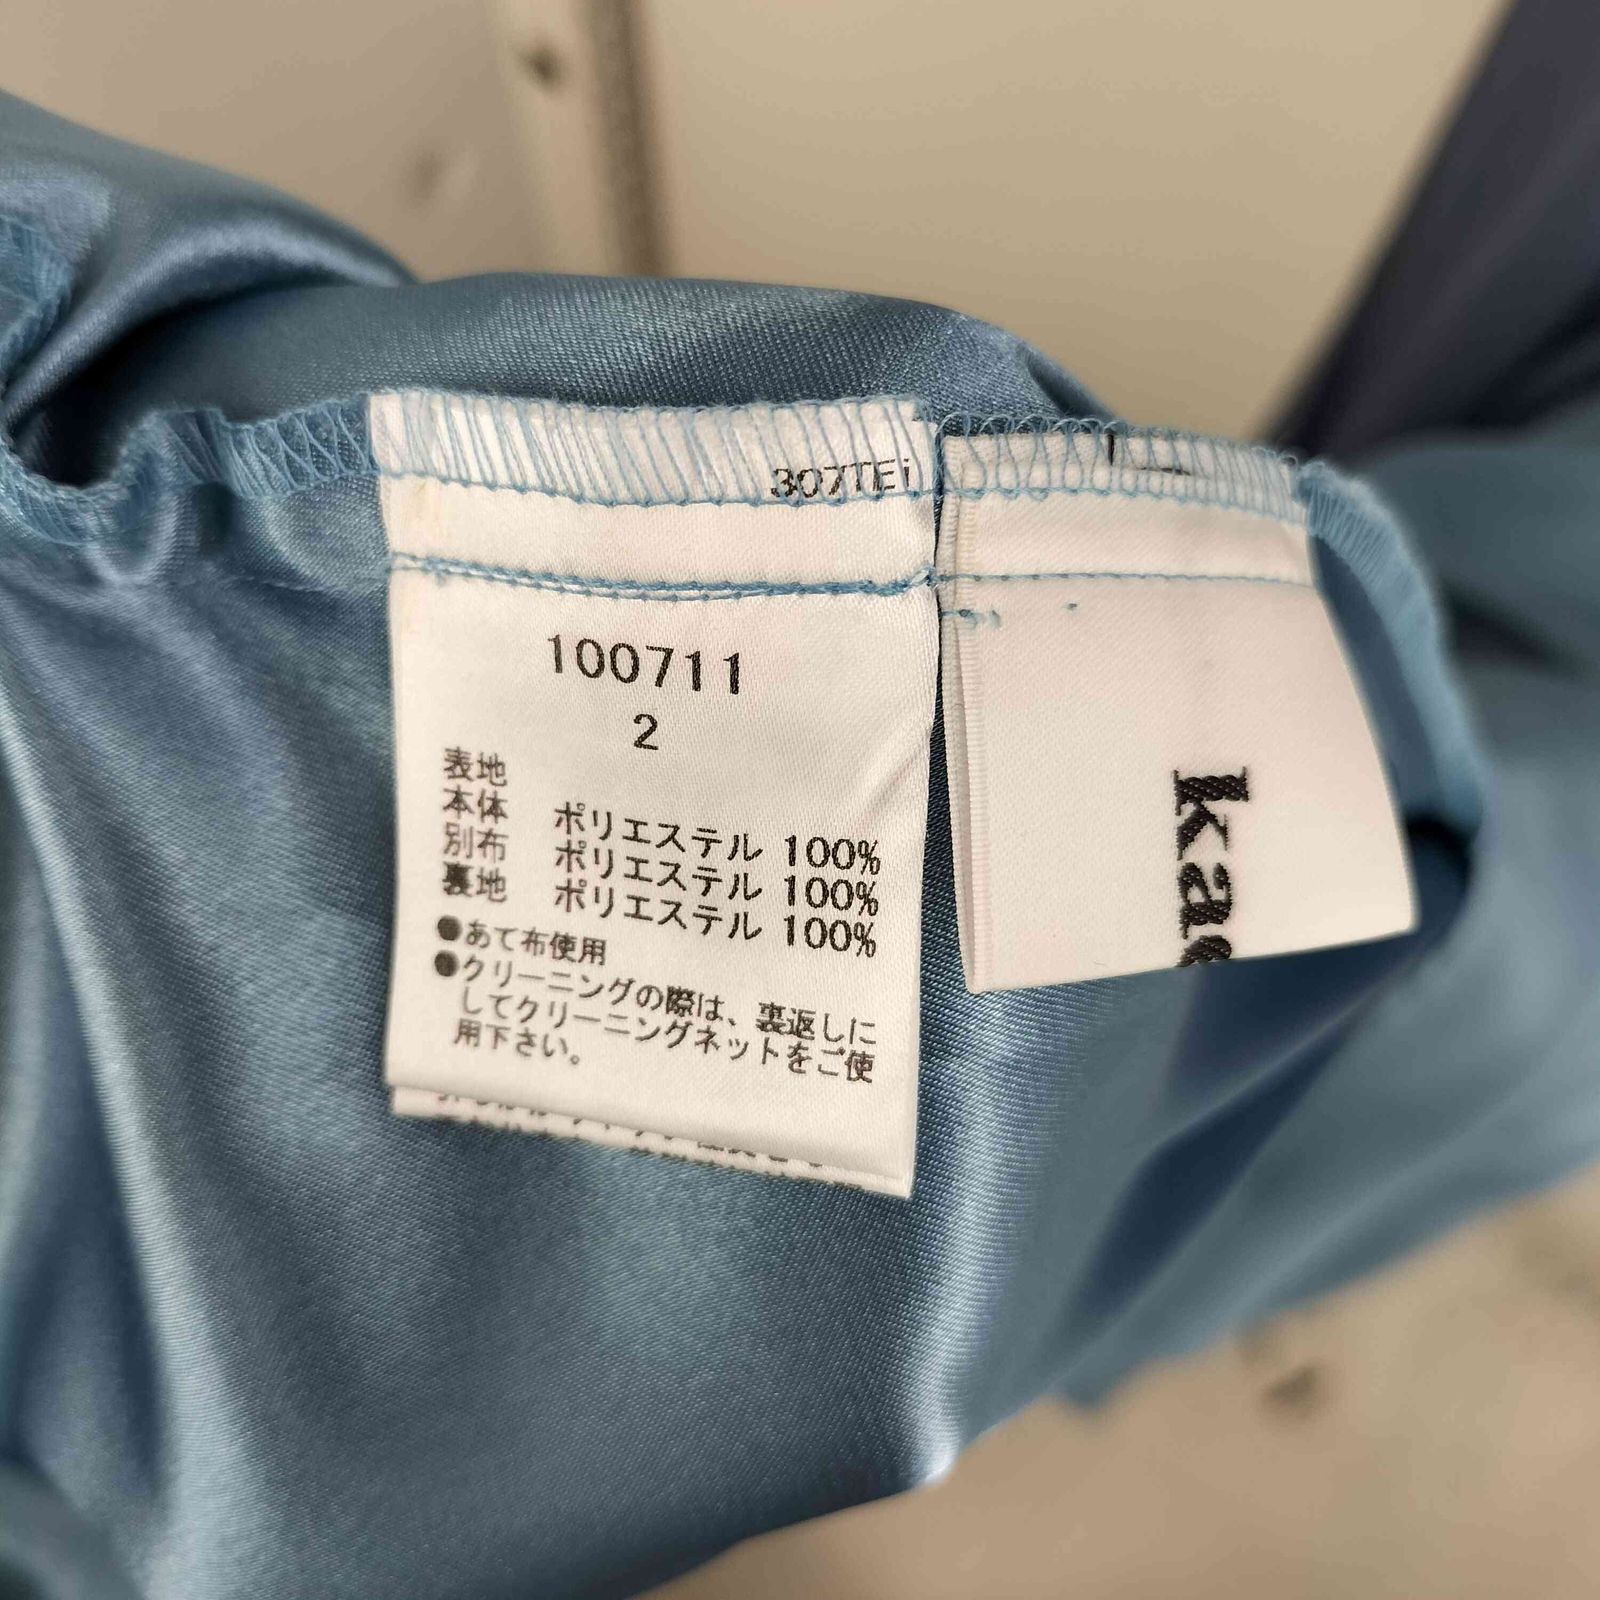 307TEi
100711
2
表地
本体 ポリエステル 100%
別布 ポリエステル 100%
裏地 ポリエステル 100%
●あて布使用
●クリーニングの際は、裏返しに
してクリーニングネットをご使
用下さい。